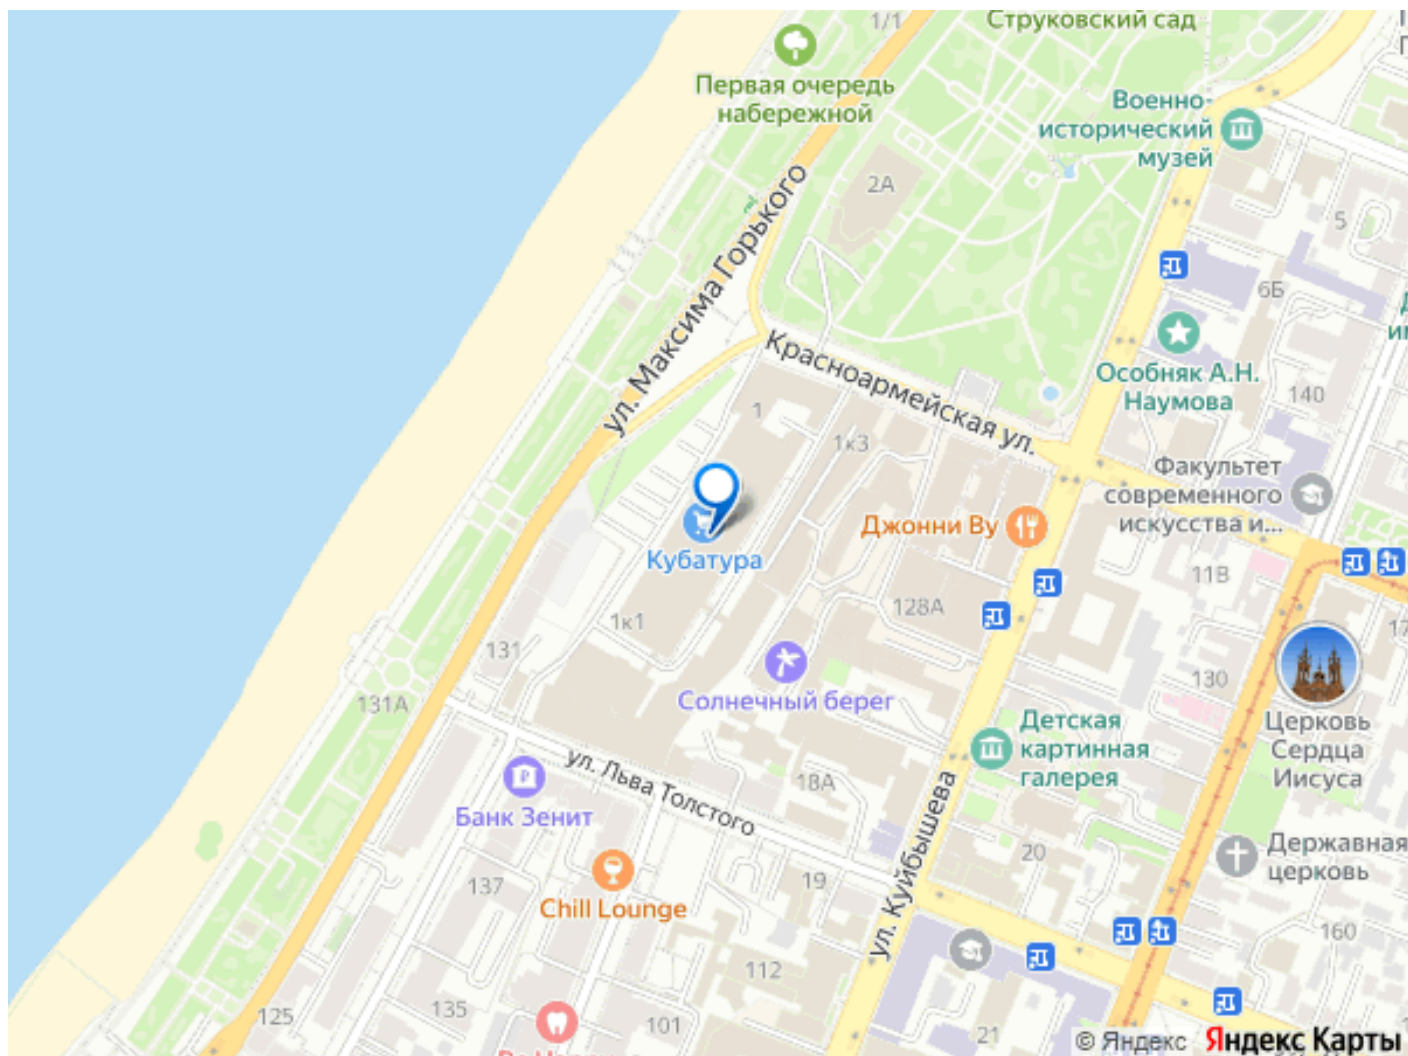 1/1
Струковский сад
Первая очередь
набережной
Военно-
исторический
музей
2А
5
ул. Максима Горького
6Б
Красноармейская ул.
Особняк А.Н.
Наумова
140
1
1к3
Факультет
современного
искусства и...
Джонни Ву
Кубатура
11В
128А
1к1
131
130
Солнечный берег
131А
Детская
картинная
галерея
Церковь
Сердца
Иисуса
ул. Льва Толстого
18А
Банк Зенит
ул. Куйбышева
20
Державная
церковь
137
19
Chill Lounge
160
112
125
135
101
21
© Яндекс
Яндекс Карты